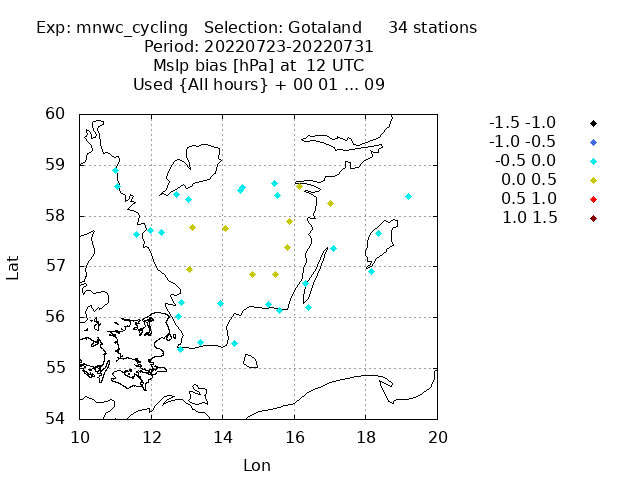 Exp: mnwc_cycling Selection: Gotaland 34 stations
Period: 20220723-20220731
Mslp bias [hPa] at 12 UTC
Used {All hours} + 00 01 ... 09
-1.5 -1.0
-1.0 -0.5
-0.5 0.0
0.0 0.5
0.5 1.0
1.0 1.5
60
59
58
57
56
55
54
Lat
10 12 14 16 18 20
Lon